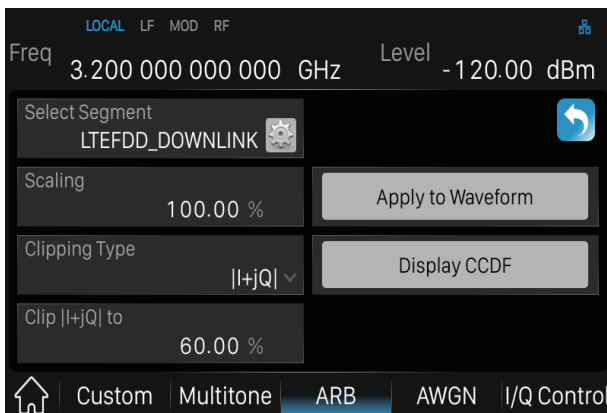 LOCAL LF MOD RF
Freq 3.200 000 000 000 GHz Level -120.00 dBm
Select Segment
LTEFDD_DOWNLINK
Scaling
100.00 %
Apply to Waveform
Clipping Type
|I+jQ|
Display CCDF
Clip |I+jQ| to
60.00 %
Custom Multitone ARB AWGN I/Q Control